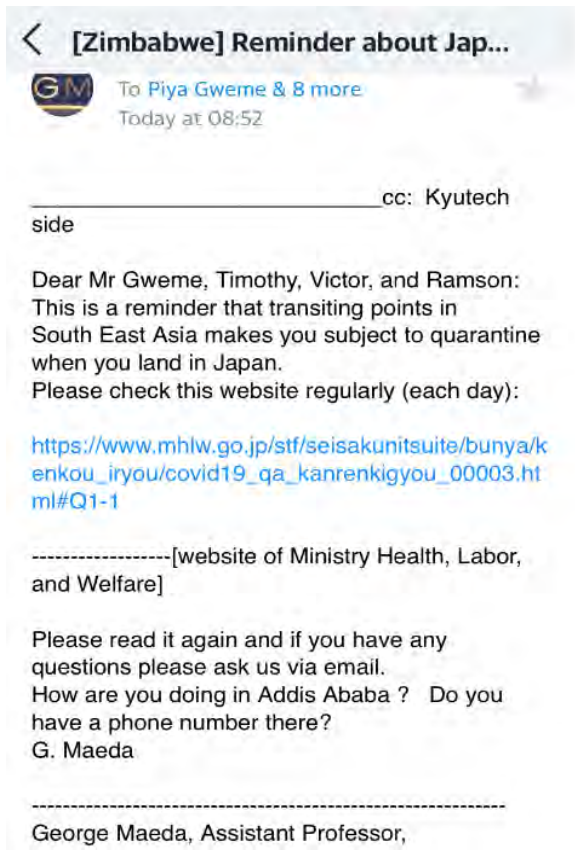 [Zimbabwe] Reminder about Jap...
GM
To Piya Gweme & 8 more
Today at 08:52
______________________________cc:  Kyutech
side
Dear Mr Gweme, Timothy, Victor, and Ramson:
This is a reminder that transiting points in
South East Asia makes you subject to quarantine
when you land in Japan.
Please check this website regularly (each day):
https://www.mhlw.go.jp/stf/seisakunitsuite/bunya/k
enkou_iryou/covid19_qa_kanrenkigyou_00003.ht
ml#Q1-1
------------------[website of Ministry Health, Labor,
and Welfare]
Please read it again and if you have any
questions please ask us via email.
How are you doing in Addis Ababa ?   Do you
have a phone number there?
G. Maeda
-------------------------------------------------------------
George Maeda, Assistant Professor,